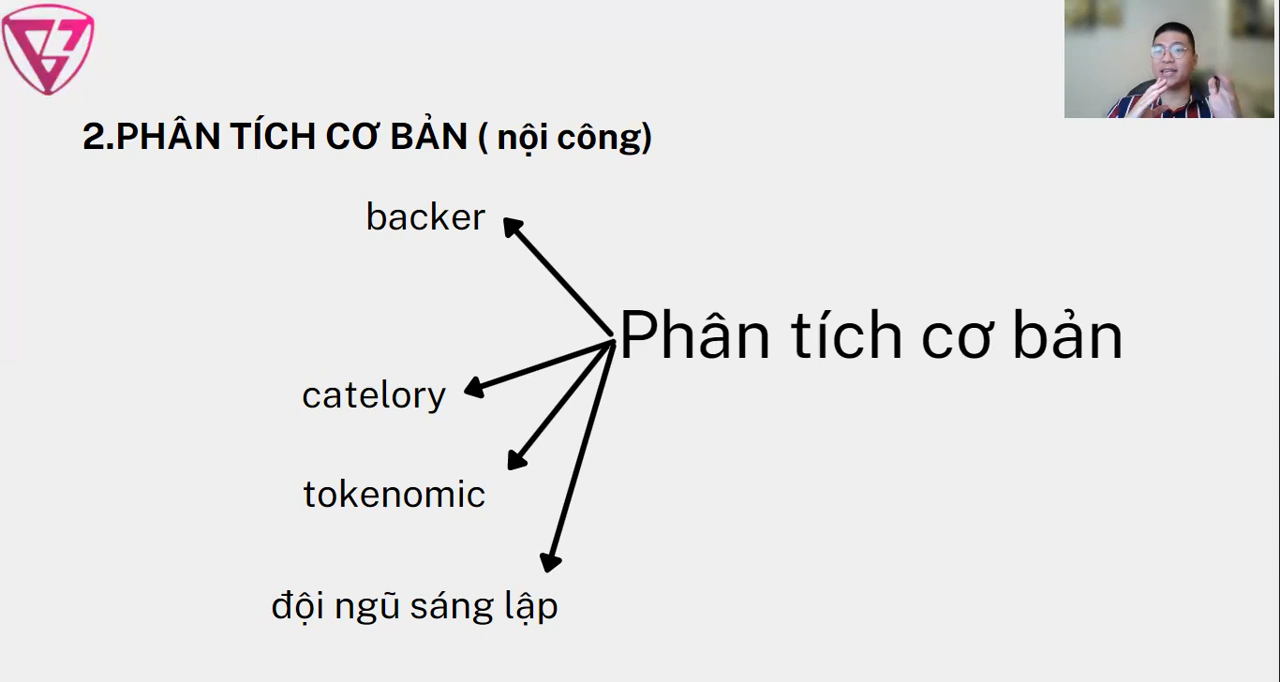 2.PHÂN TÍCH CƠ BẢN ( nội công)
backer
Phân tích cơ bản
catelory
tokenomic
đội ngũ sáng lập